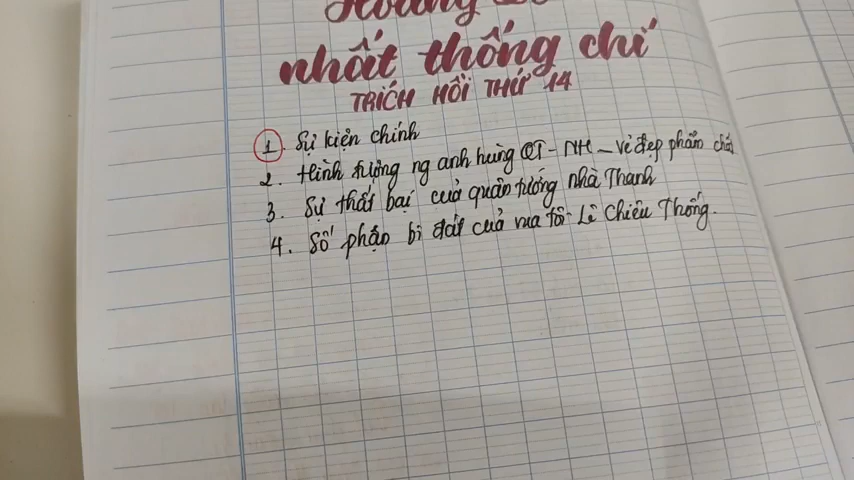 Hoàng
nhất thống chí
TRÍCH HỒI THỨ 14
1. Sự kiện chính
2. Hình tượng ng anh hùng QT - NH - vẻ đẹp phẩm chất
3. Sự thất bại của quân tướng nhà Thanh
4. Số phận bi đát của vua tôi Lê Chiêu Thống.